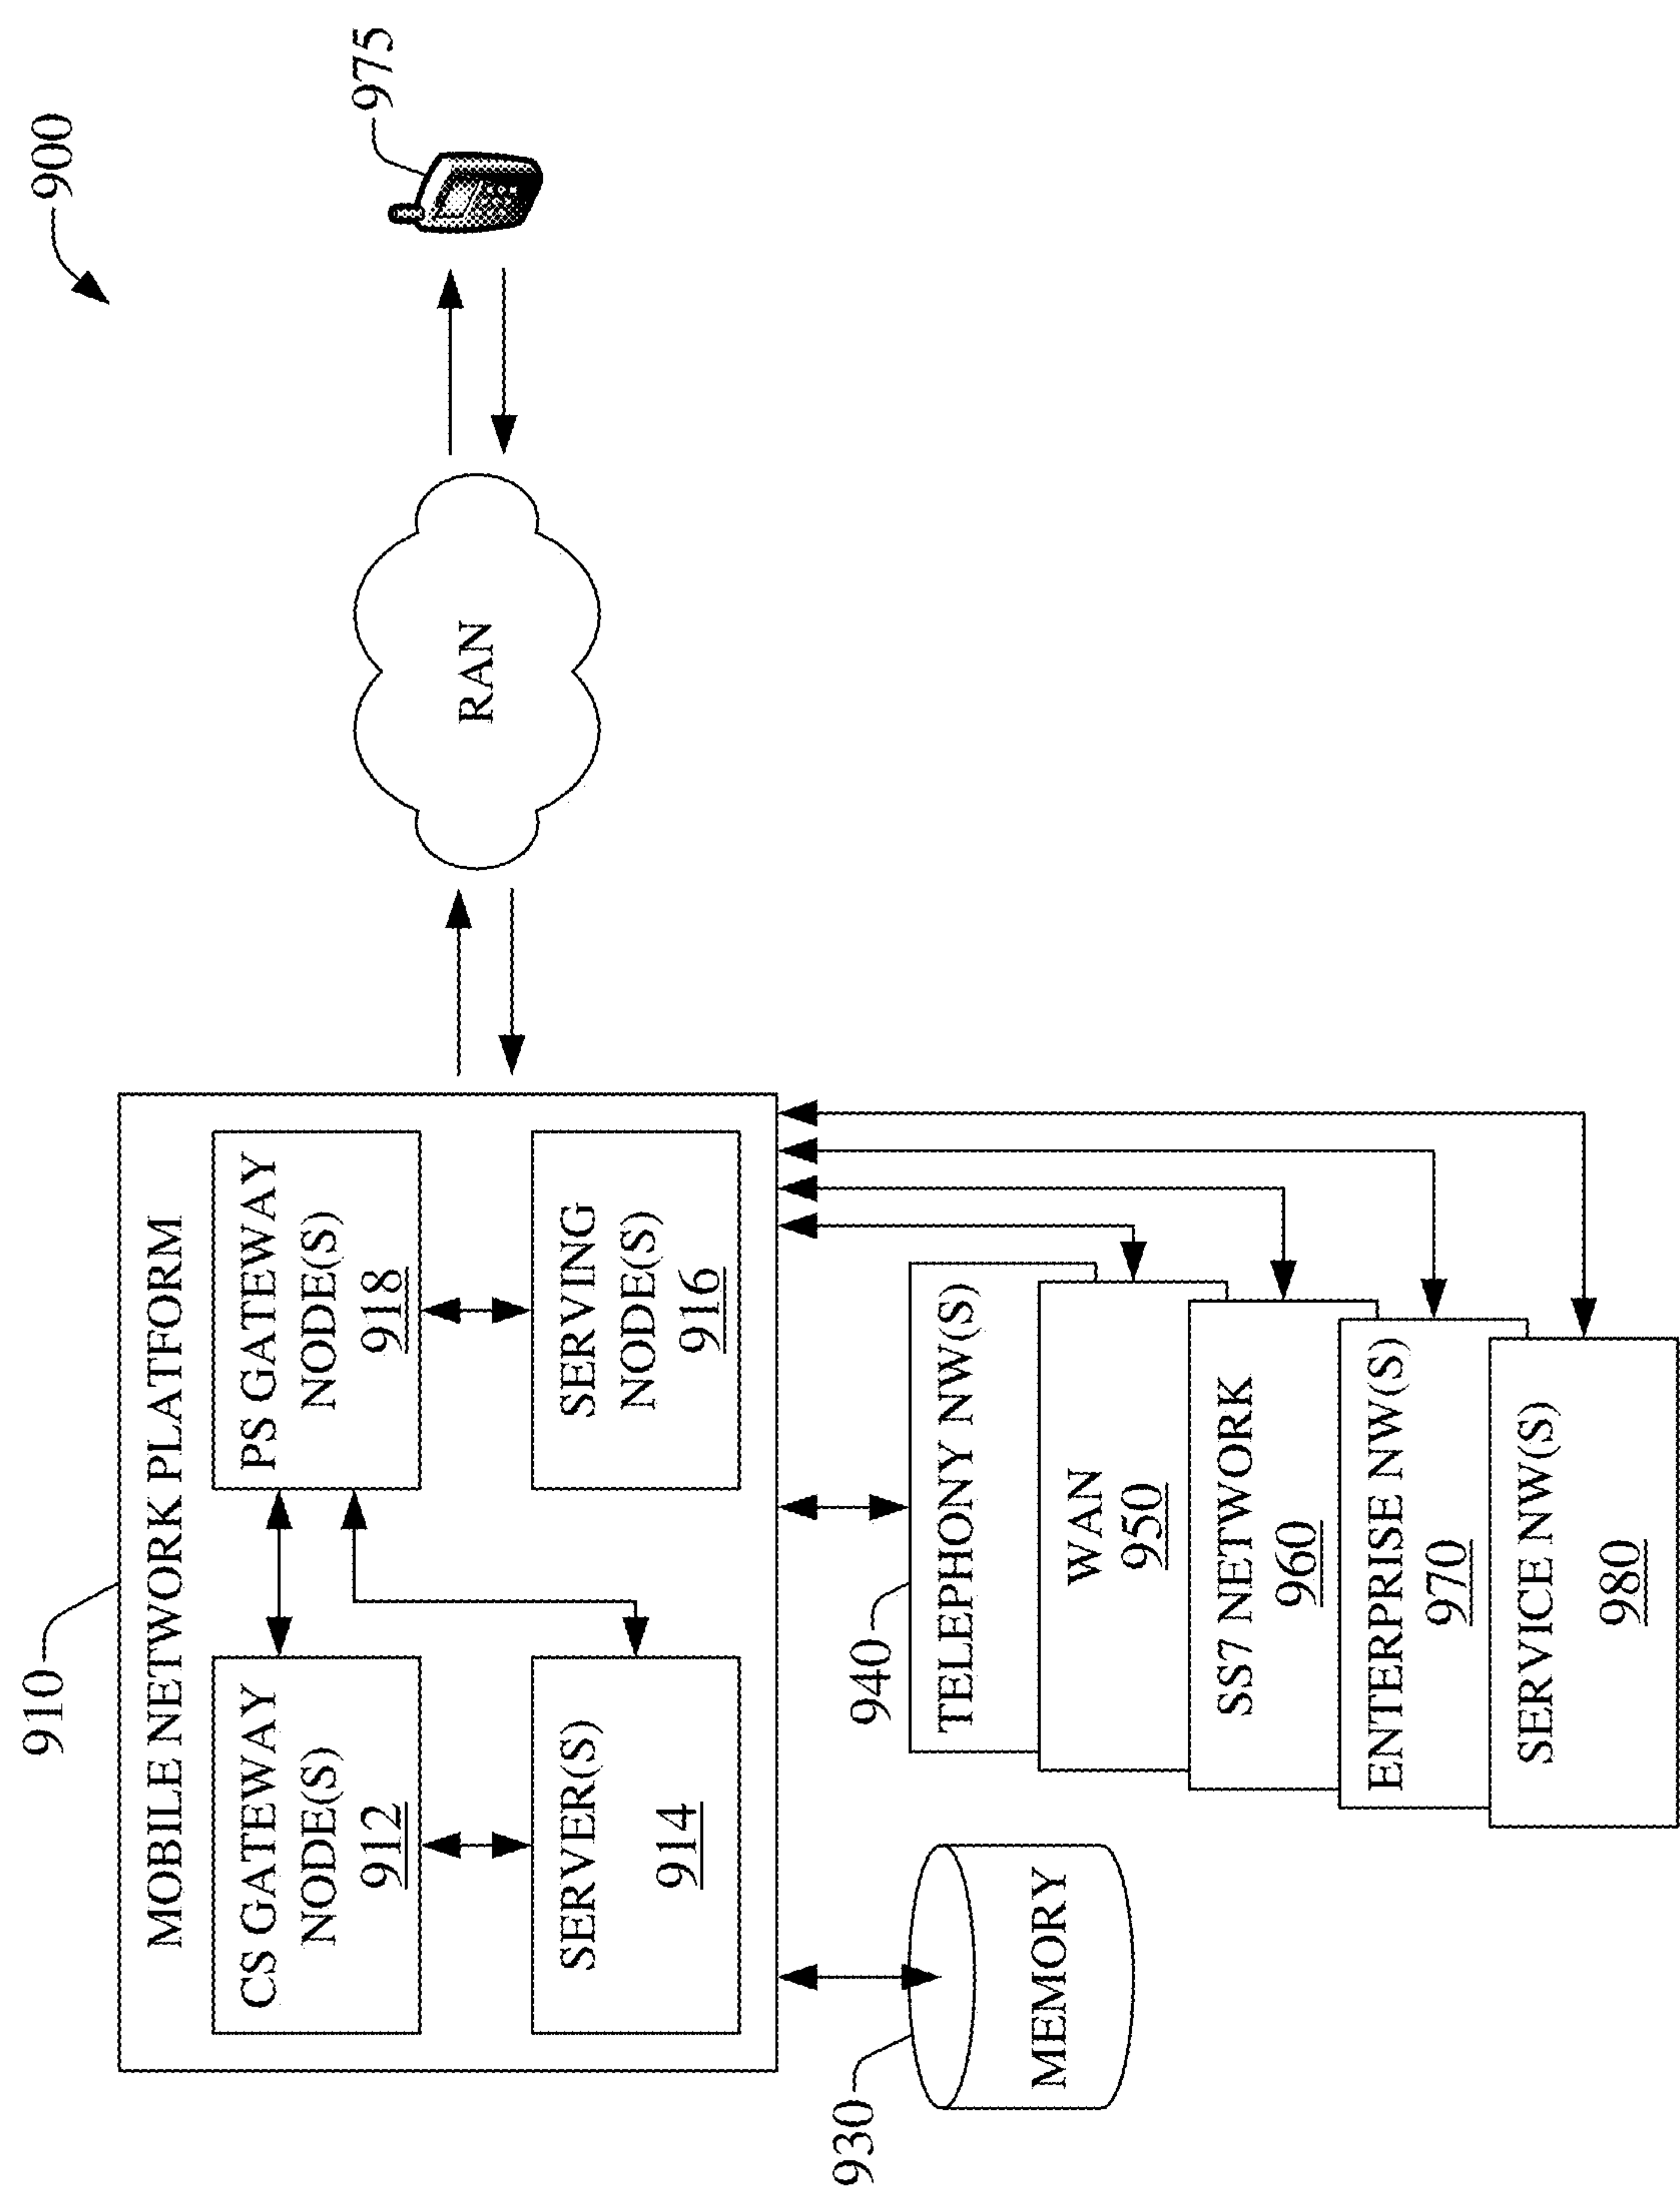 900
910
MOBILE NETWORK PLATFORM
CS GATEWAY
NODE(S)
912
PS GATEWAY
NODE(S)
918
SERVER(S)
914
SERVING
NODE(S)
916
RAN
975
930
MEMORY
940
TELEPHONY NW(S)
WAN
950
SS7 NETWORK
960
ENTERPRISE NW(S)
970
SERVICE NW(S)
980